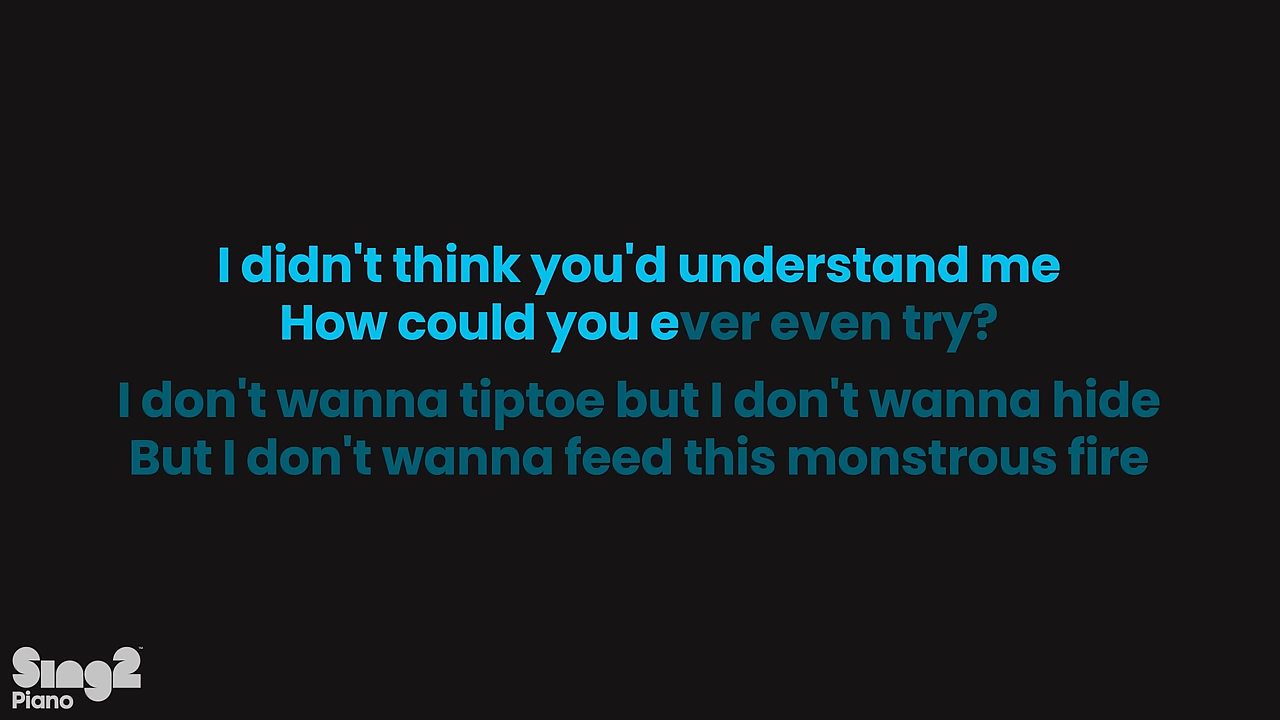 I didn't think you'd understand me
How could you ever even try?
I don't wanna tiptoe but I don't wanna hide
But I don't wanna feed this monstrous fire
Sing2™
Piano